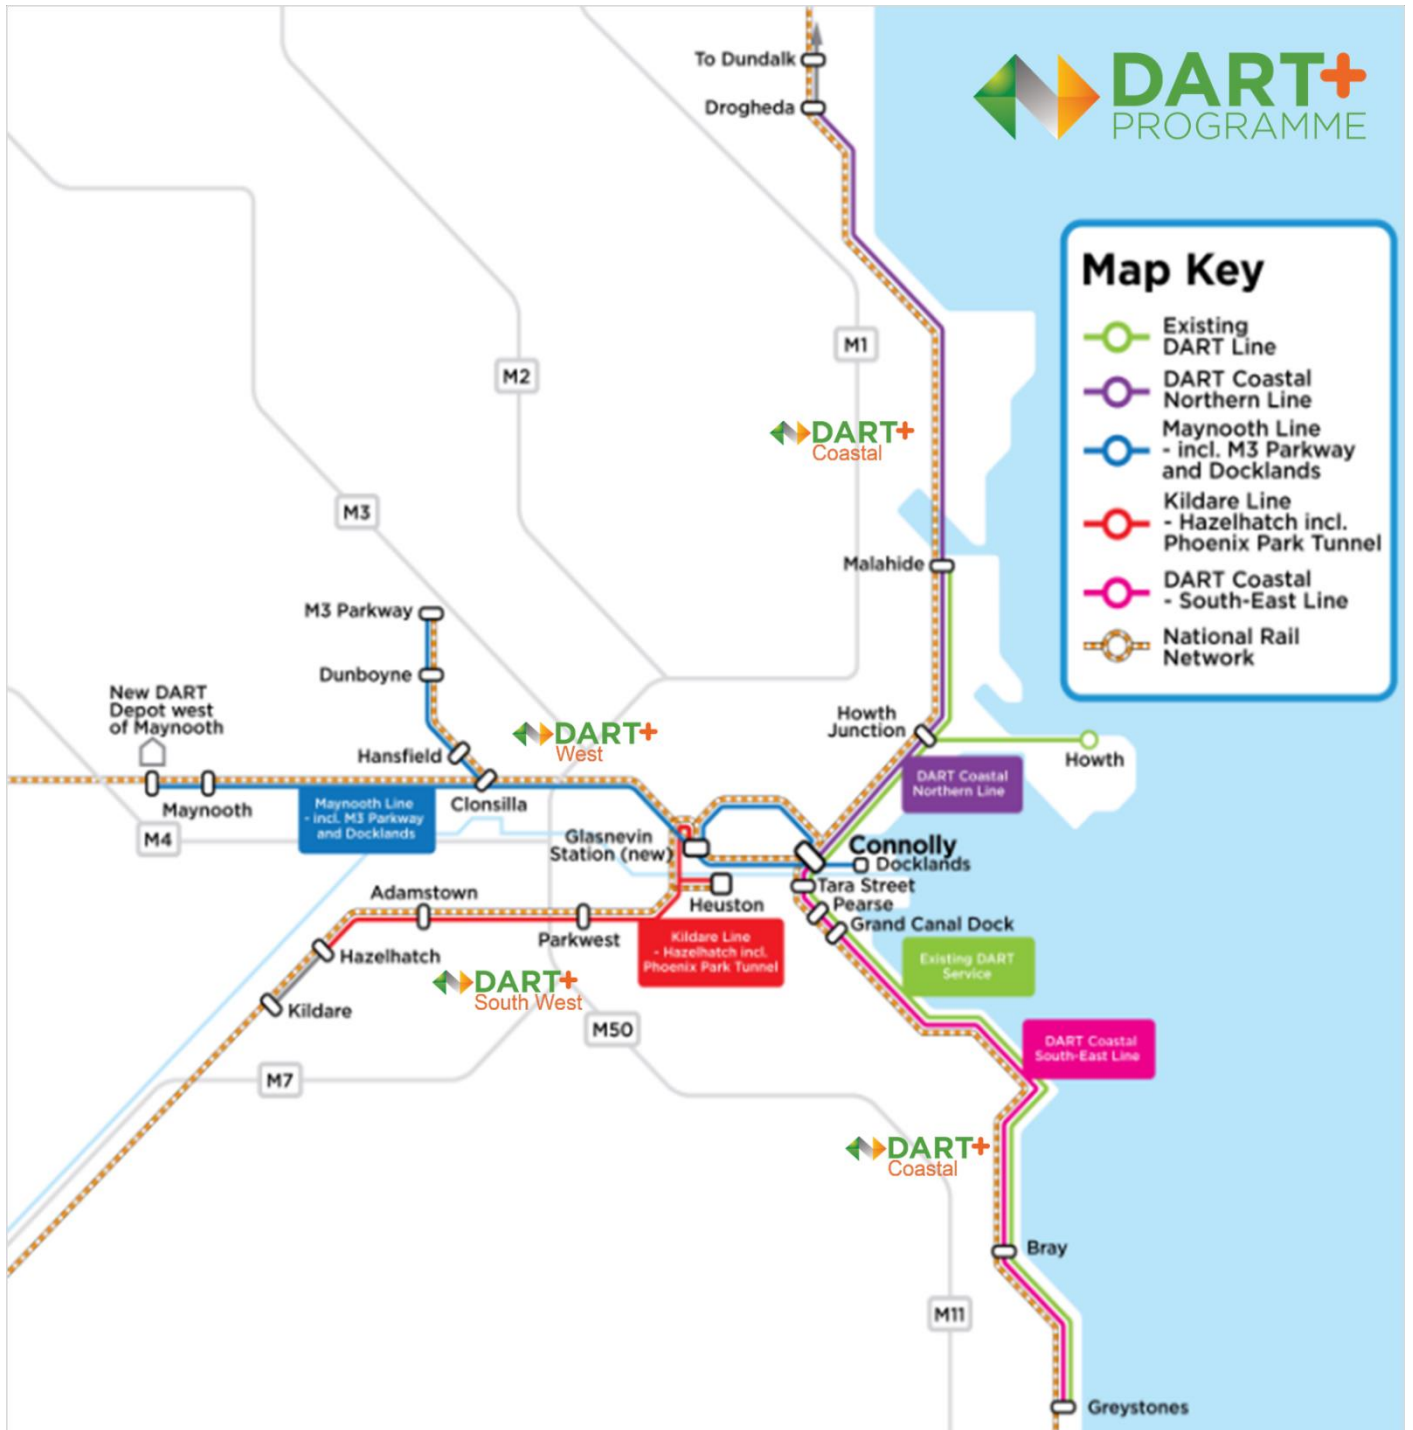 To Dundalk
Drogheda
DART+
PROGRAMME
Map Key
Existing
DART Line
DART Coastal
Northern Line
Maynooth Line
- incl. M3 Parkway
and Docklands
Kildare Line
- Hazelhatch incl.
Phoenix Park Tunnel
DART Coastal
- South-East Line
National Rail
Network
M1
M2
DART+
Coastal
M3
Malahide
M3 Parkway
Dunboyne
New DART
Depot west
of Maynooth
Howth
Junction
Howth
DART+
West
Hansfield
DART Coastal
Northern Line
Maynooth
Maynooth Line
- incl. M3 Parkway
and Docklands
Clonsilla
M4
Glasnevin
Station (new)
Connolly
Docklands
Tara Street
Pearse
Grand Canal Dock
Heuston
Adamstown
Parkwest
Hazelhatch
Kildare
Kildare Line
- Hazelhatch incl.
Phoenix Park Tunnel
Existing DART
Service
DART+
South West
M50
DART Coastal
South-East Line
M7
DART+
Coastal
Bray
M11
Greystones